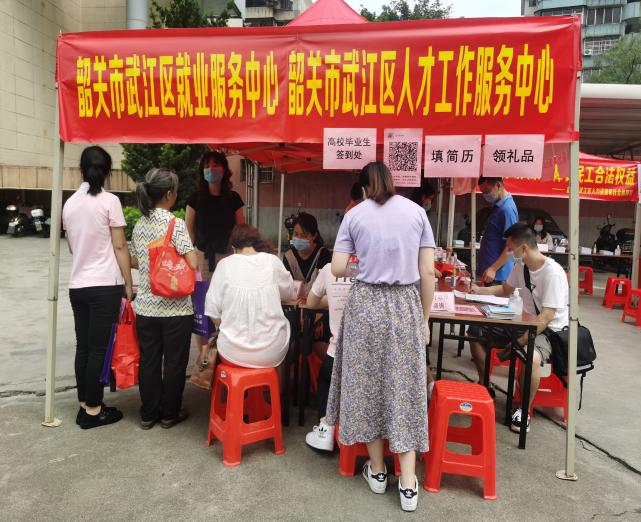 韶关市武江区就业服务中心 韶关市武江区人才工作服务中心
高校毕业生
签到处
填简历
领礼品
民工合法权益